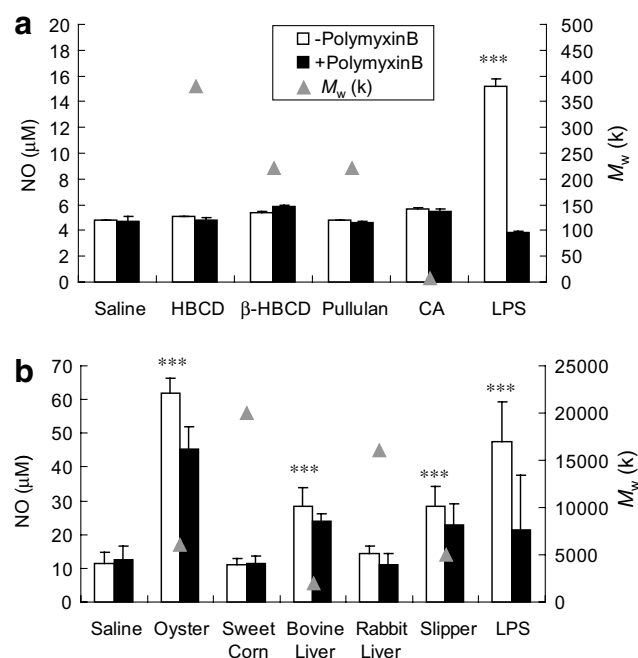 a
NO (μM)
20
18
16
14
12
10
8
6
4
2
0
-PolymyxinB
+PolymyxinB
Mw (k)
***
500
450
400
350
300
250
200
150
100
50
0
Mw (k)
Saline HBCD β-HBCD Pullulan CA LPS
b
NO (μM)
70
60
50
40
30
20
10
0
*** *** *** ***
25000
20000
15000
10000
5000
0
Mw (k)
Saline Oyster Sweet Bovine Rabbit Slipper LPS
Corn Liver Liver